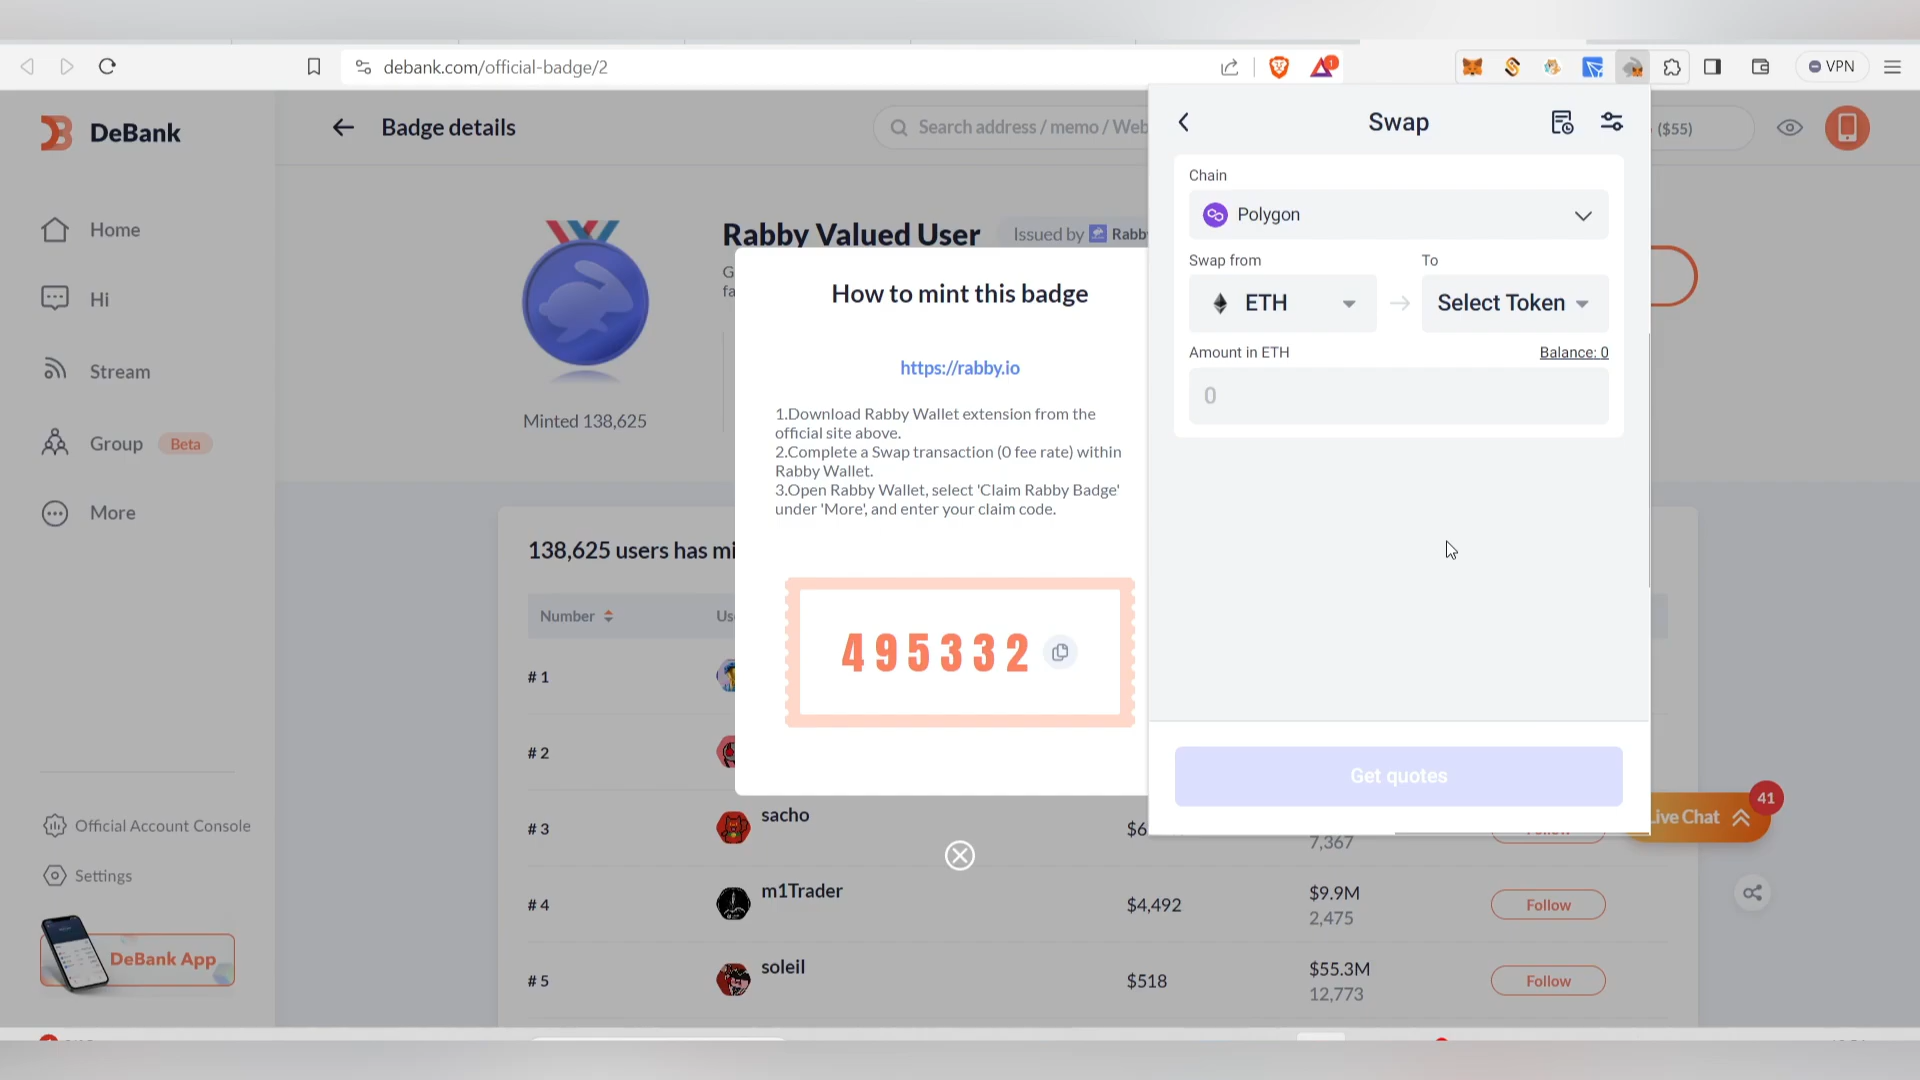 debank.com/official-badge/2
1
VPN
DeBank
Badge details
Search address / memo / Web
($55)
Home
Hi
Stream
Group
Beta
More
Official Account Console
Settings
DeBank App
Minted 138,625
Rabby Valued User
Issued by
Rabb
G
fa
138,625 users has mi
Number
Us
# 1
# 2
# 3
sacho
$6
7,367
# 4
m1Trader
$4,492
$9.9M
2,475
Follow
# 5
soleil
$518
$55.3M
12,773
Follow
How to mint this badge
https://rabby.io
1.Download Rabby Wallet extension from the
official site above.
2.Complete a Swap transaction (0 fee rate) within
Rabby Wallet.
3.Open Rabby Wallet, select 'Claim Rabby Badge'
under 'More', and enter your claim code.
495332
Swap
Chain
Polygon
Swap from
To
ETH
Select Token
Amount in ETH
Balance: 0
0
Get quotes
Live Chat
41